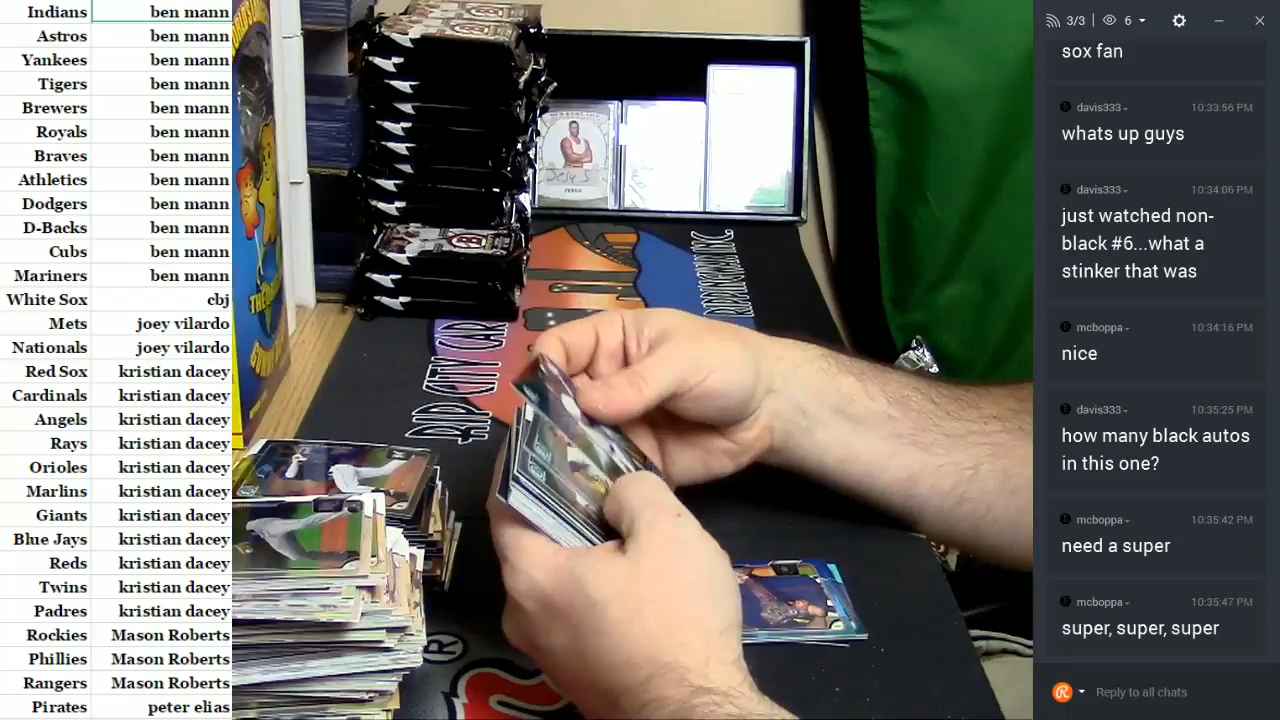 Indians ben mann
Astros ben mann
Yankees ben mann
Tigers ben mann
Brewers ben mann
Royals ben mann
Braves ben mann
Athletics ben mann
Dodgers ben mann
D-Backs ben mann
Cubs ben mann
Mariners ben mann
White Sox cbj
Mets joey vilardo
Nationals joey vilardo
Red Sox kristian dacey
Cardinals kristian dacey
Angels kristian dacey
Rays kristian dacey
Orioles kristian dacey
Marlins kristian dacey
Giants kristian dacey
Blue Jays kristian dacey
Reds kristian dacey
Twins kristian dacey
Padres kristian dacey
Rockies Mason Roberts
Phillies Mason Roberts
Rangers Mason Roberts
Pirates peter elias
RIP CITY CAR
3/3 | 6
sox fan
davis333 10:33:56 PM
whats up guys
davis333 10:34:06 PM
just watched non-
black #6...what a
stinker that was
mcboppa 10:34:16 PM
nice
davis333 10:35:25 PM
how many black autos
in this one?
mcboppa 10:35:42 PM
need a super
mcboppa 10:35:47 PM
super, super, super
Reply to all chats